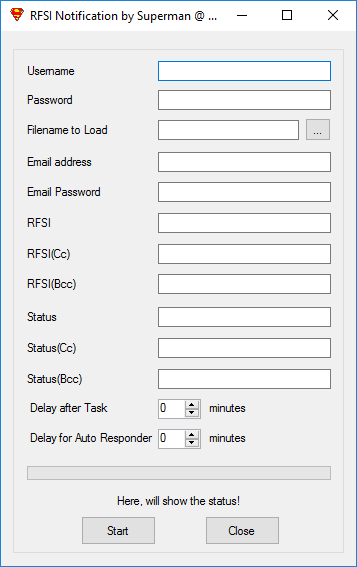 RFSI Notification by Superman @ ...
Username
Password
Filename to Load ...
Email address
Email Password
RFSI
RFSI(Cc)
RFSI(Bcc)
Status
Status(Cc)
Status(Bcc)
Delay after Task 0 minutes
Delay for Auto Responder 0 minutes
Here, will show the status!
Start Close